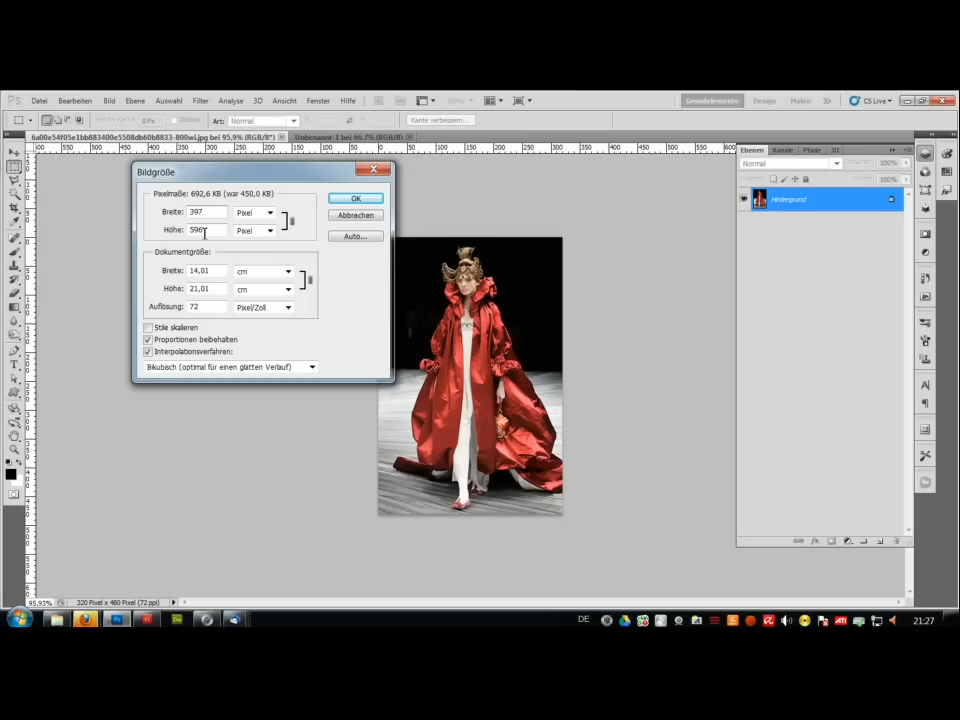 Ps Datei Bearbeiten Bild Ebene Auswahl Filter Analyse 3D Ansicht Fenster Hilfe Grundelemente Design Malen CS Live
Art: Normal Kante verbessern...
6a00e54f05e1bb883400e5508db60b8833-800wi.jpg bei 95,9% (RGB/8*) Unbenannt-1 bei 66,7% (RGB/8)
Bildgröße
Pixelmaße: 692,6 KB (war 450,0 KB)
Breite: 397 Pixel
Höhe: 596 Pixel
OK
Abbrechen
Auto...
Dokumentgröße:
Breite: 14,01 cm
Höhe: 21,01 cm
Auflösung: 72 Pixel/Zoll
Stile skalieren
Proportionen beibehalten
Interpolationsverfahren:
Bikubisch (optimal für einen glatten Verlauf)
Ebenen Kanäle Pfade 3D
Normal 100%
100%
Hintergrund
95,93% 320 Pixel x 480 Pixel (72 ppi)
DE 21:27